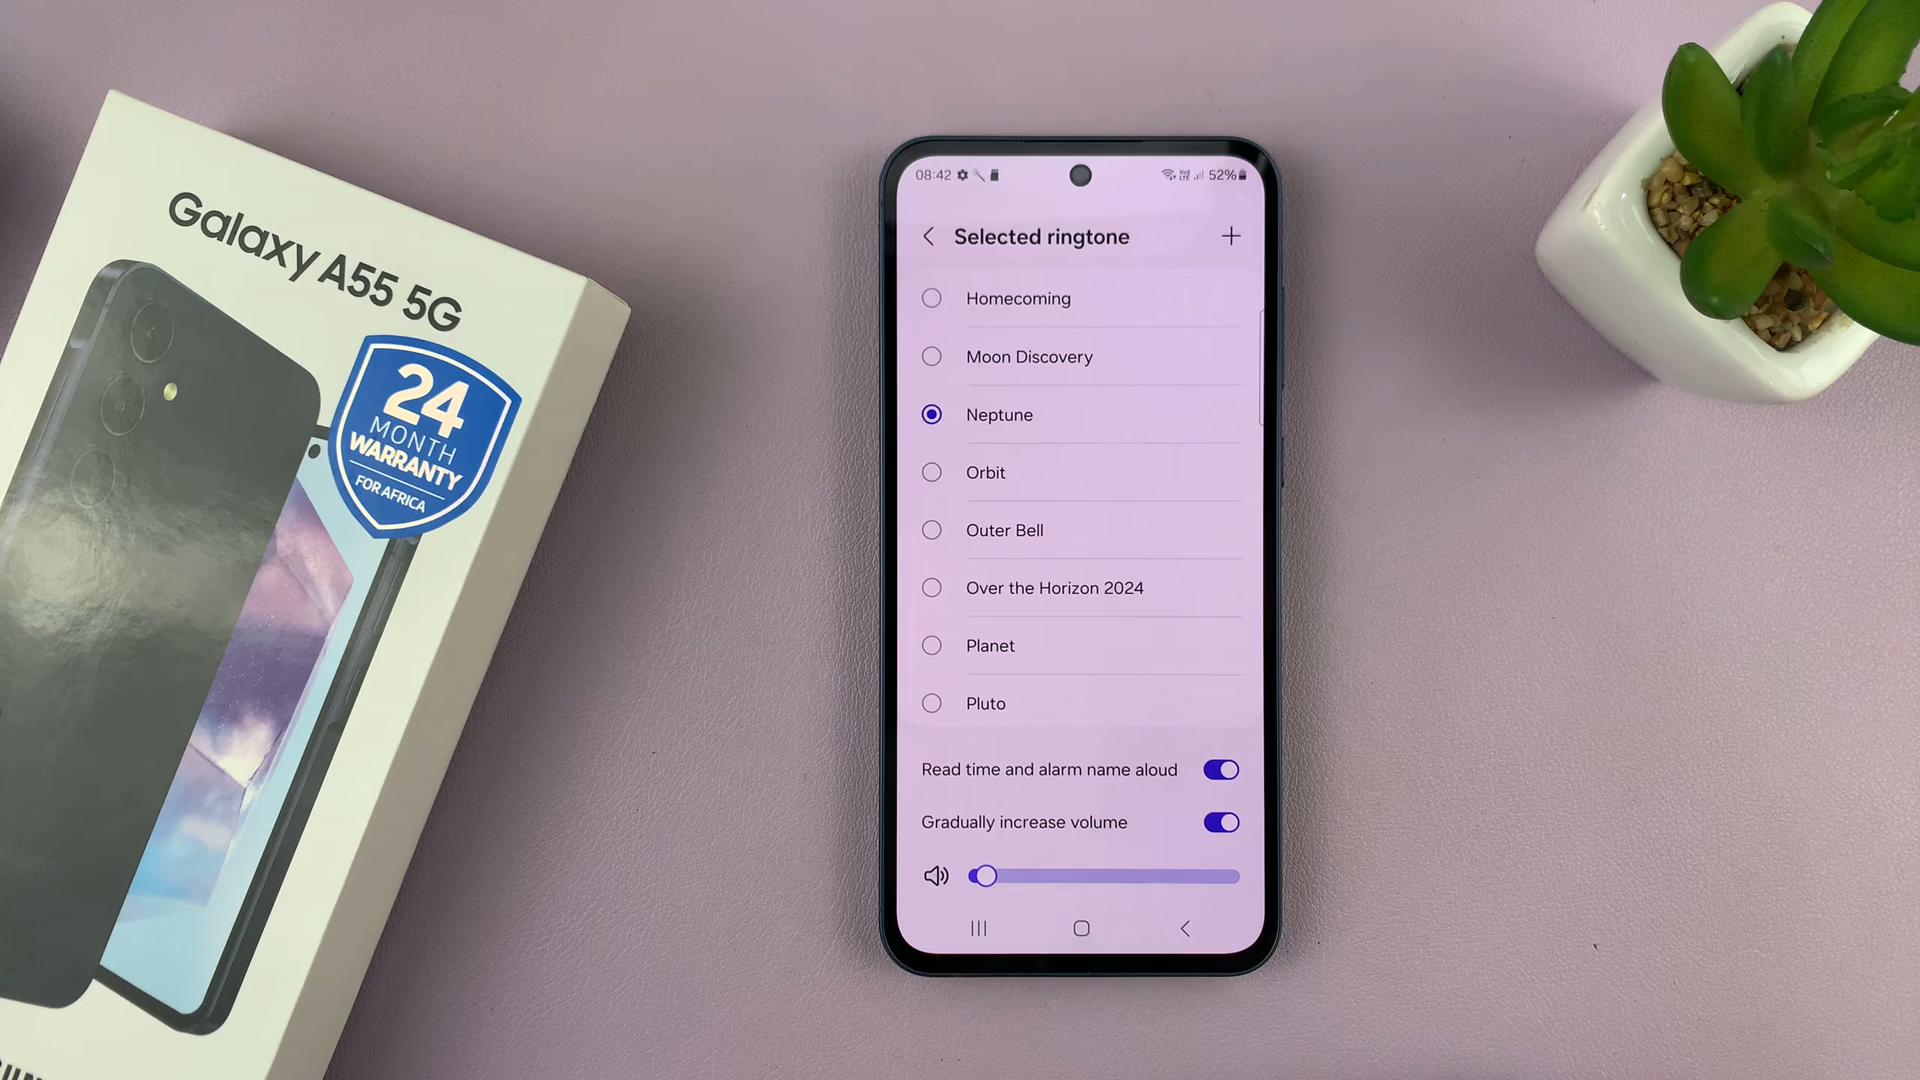 Galaxy A55 5G
24
MONTH
WARRANTY
FOR AFRICA
08:42 52%
Selected ringtone
Homecoming
Moon Discovery
Neptune
Orbit
Outer Bell
Over the Horizon 2024
Planet
Pluto
Read time and alarm name aloud
Gradually increase volume